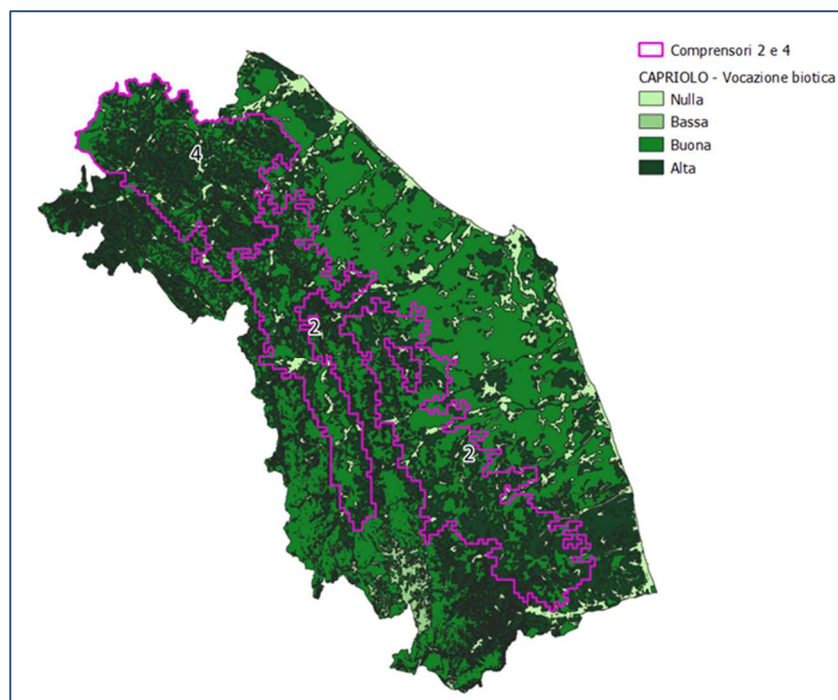 Comprensori 2 e 4
CAPRIOLO - Vocazione biotica
Nulla
Bassa
Buona
Alta
4
2
2